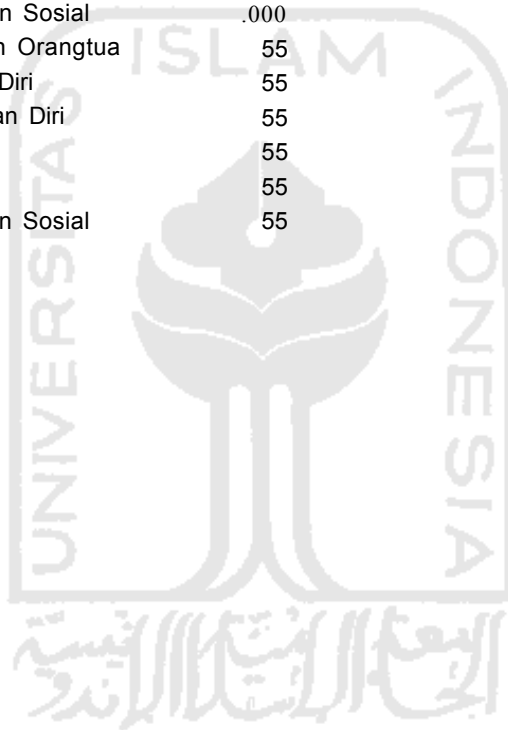 n Sosial .000
n Orangtua 55
Diri 55
an Diri 55
55
55
n Sosial 55
ISLAM
UNIVERSITAS
INDONESIA